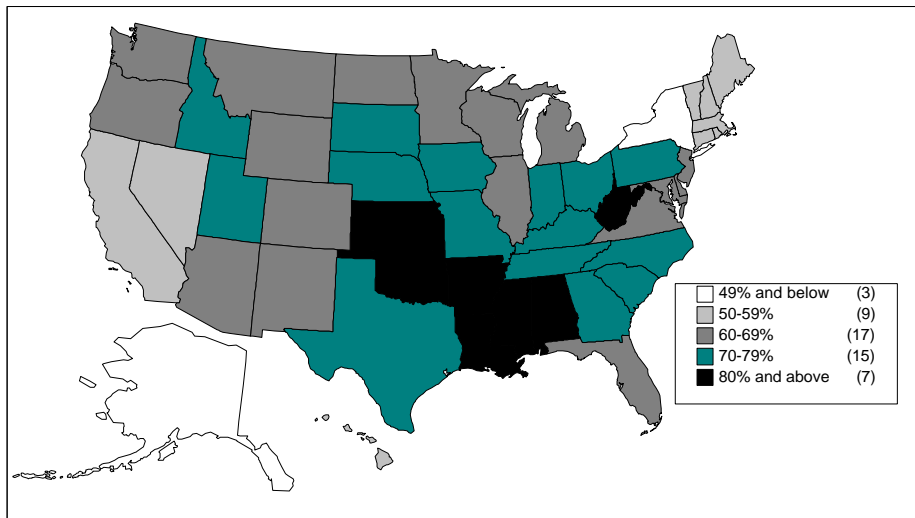 49% and below (3)
50-59% (9)
60-69% (17)
70-79% (15)
80% and above (7)